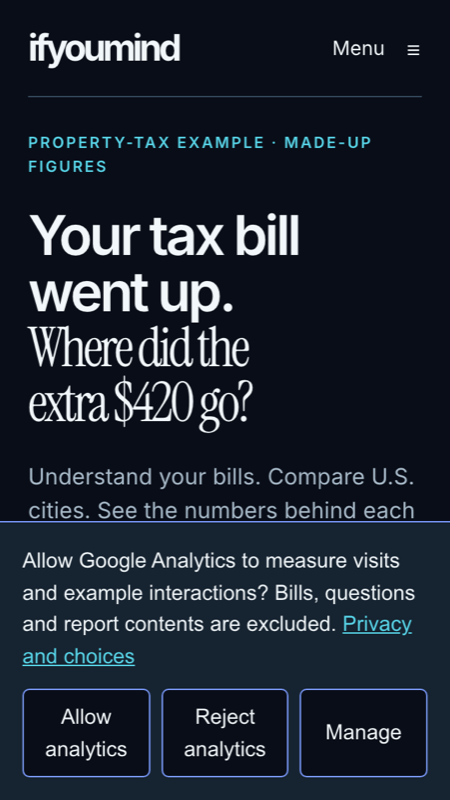 ifyoumind
Menu ≡
PROPERTY-TAX EXAMPLE · MADE-UP
FIGURES
Your tax bill
went up.
Where did the
extra $420 go?
Understand your bills. Compare U.S.
cities. See the numbers behind each
Allow Google Analytics to measure visits
and example interactions? Bills, questions
and report contents are excluded. Privacy
and choices
Allow
analytics
Reject
analytics
Manage